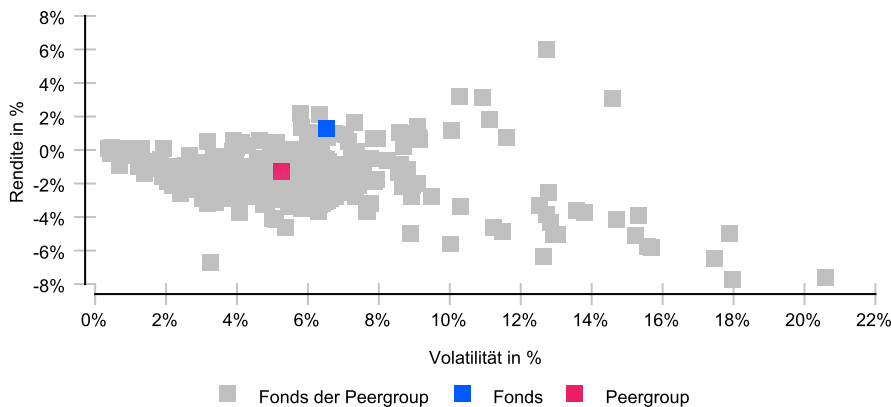 8%
6%
4%
2%
0%
-2%
-4%
-6%
-8%
Rendite in %
0% 2% 4% 6% 8% 10% 12% 14% 16% 18% 20% 22%
Volatilität in %
Fonds der Peergroup Fonds Peergroup